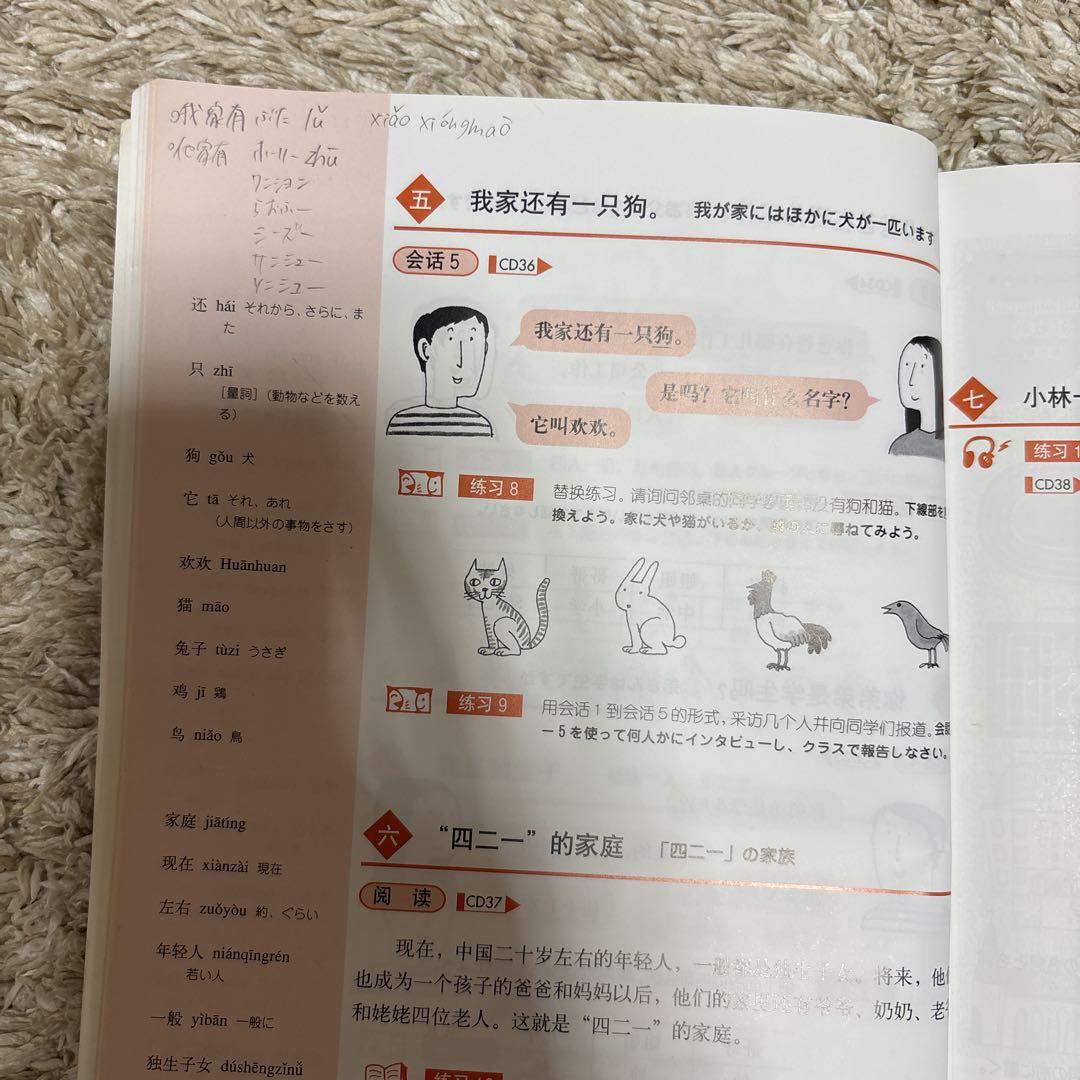 我家有 ぶた lǘ xiǎo xióngmaō
他家有 ホーリー zhū
ワンション
らおふー
シーズー
サンシュー
还 hái それから、さらに、ま
た
只 zhī
［量詞］（動物などを数え
る）
狗 gǒu 犬
它 tā それ、あれ
（人間以外の事物をさす）
欢欢 Huānhuan
猫 māo
兔子 tùzi うさぎ
鸡 jī 鶏
鸟 niǎo 鳥
家庭 jiātíng
现在 xiànzài 現在
左右 zuǒyòu 約、ぐらい
年轻人 niánqīngrén
若い人
一般 yìbān 一般に
独生子女 dúshēngzǐnǚ
五 我家还有一只狗。 我が家にはほかに犬が一匹います
会话 5 CD36
我家还有一只狗。
是吗？它叫什么名字？
它叫欢欢。
练习 8 替换练习。请询问邻桌的同学家里有没有狗和猫。下線部を
換えよう。家に犬や猫がいるか、 尋ねてみよう。
练习 9 用会话 1 到会话 5 的形式，采访几个人并向同学们报道。会話
－5 を使って何人かにインタビューし、クラスで報告しなさい。
六 “四二一”的家庭 「四二一」の家族
阅 读 CD37
现在，中国二十岁左右的年轻人，一般都是独生子女。将来，他们
也成为一个孩子的爸爸和妈妈以后，他们的家里还有爷爷、奶奶、老爷
和姥姥四位老人。这就是“四二一”的家庭。
七 小林
练习 1
CD38